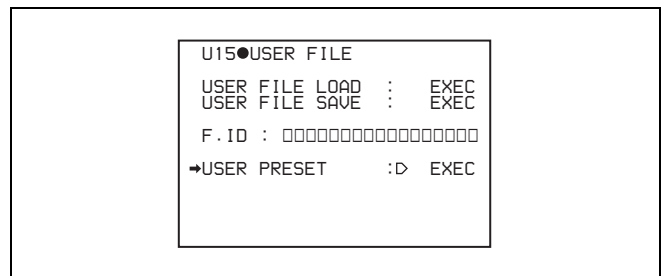 U15●USER FILE
USER FILE LOAD : EXEC
USER FILE SAVE : EXEC
F.ID : □□□□□□□□□□□□□□□□□
➡USER PRESET :▷ EXEC